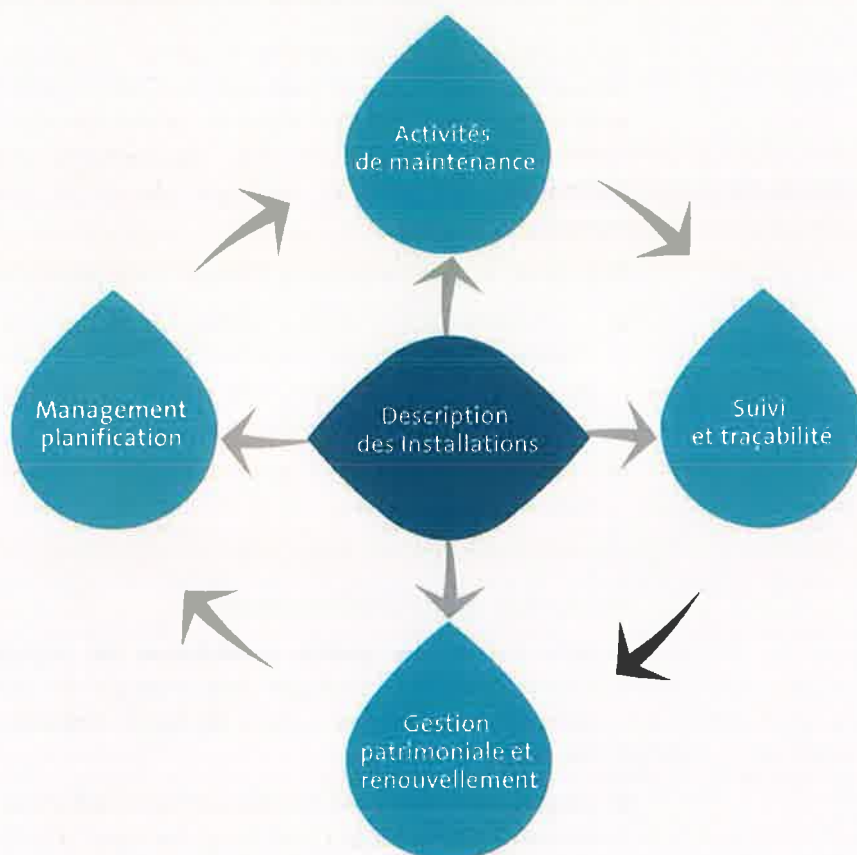 Activités
de maintenance
Management
planification
Description
des Installations
Suivi
et traçabilité
Gestion
patrimoniale et
renouvellement